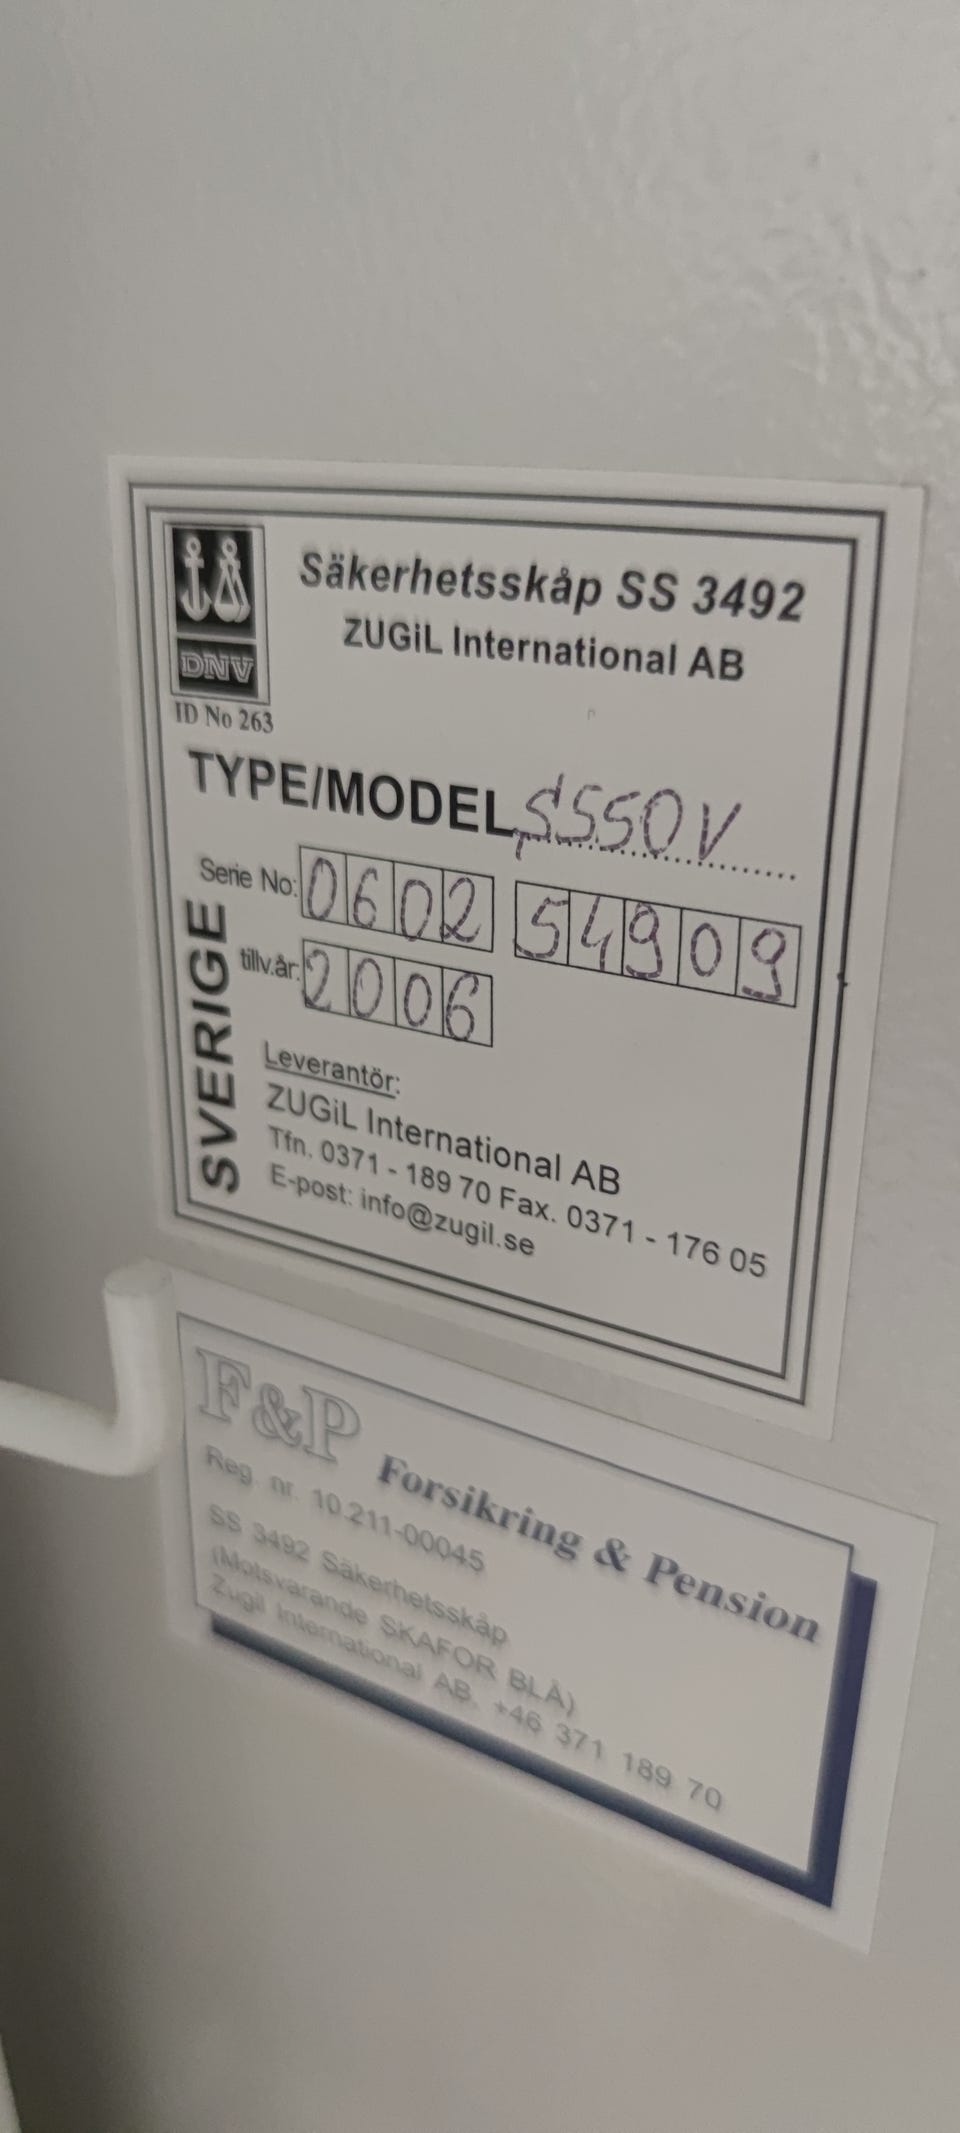 Säkerhetsskåp SS 3492
ZUGiL International AB
DNV
ID No 263
TYPE/MODEL SS50V
Serie No: 0602 54909
tillv.år: 2006
SVERIGE
Leverantör:
ZUGiL International AB
Tfn. 0371 - 189 70 Fax. 0371 - 176 05
E-post: info@zugil.se
F&P Forsikring & Pension
Reg. nr. 10.211-00045
SS 3492 Säkerhetsskåp
(Motsvarande SKAFOR BLÅ)
Zugil International AB. +46 371 189 70